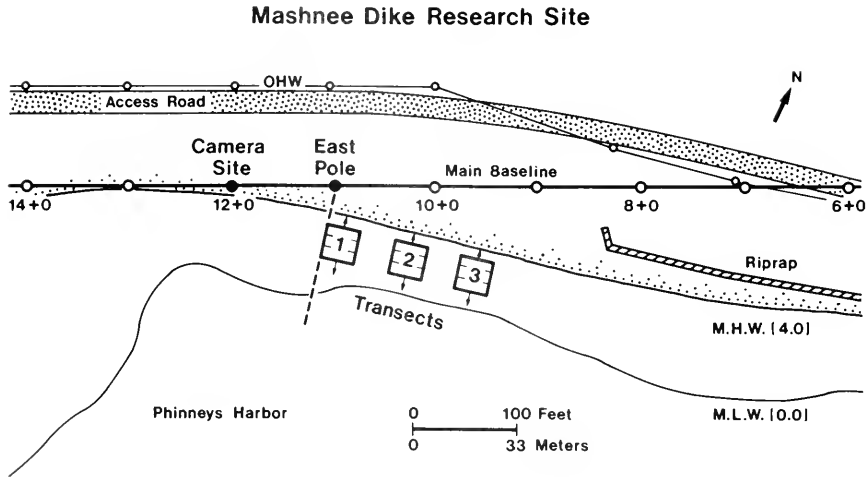 Mashnee Dike Research Site
OHW
N
Access Road
Camera
Site
East
Pole
Main Baseline
14+0
12+0
10+0
8+0
6+0
1
2
3
Riprap
Transects
M.H.W. (4.0)
Phinneys Harbor
0 100 Feet
0 33 Meters
M.L.W. (0.0)